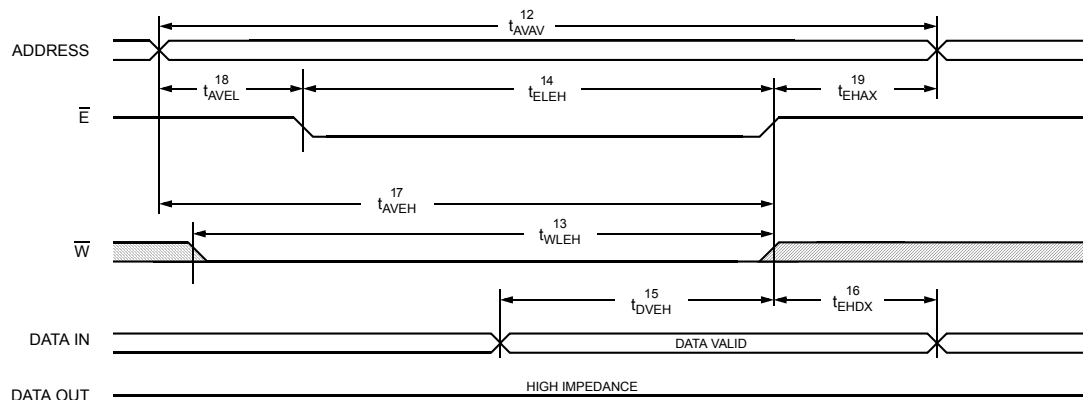 12
tAVAV
ADDRESS
18
tAVEL
14
tELEH
19
tEHAX
E
17
tAVEH
13
tWLEH
W
15
tDVEH
16
tEHDX
DATA IN
DATA VALID
HIGH IMPEDANCE
DATA OUT